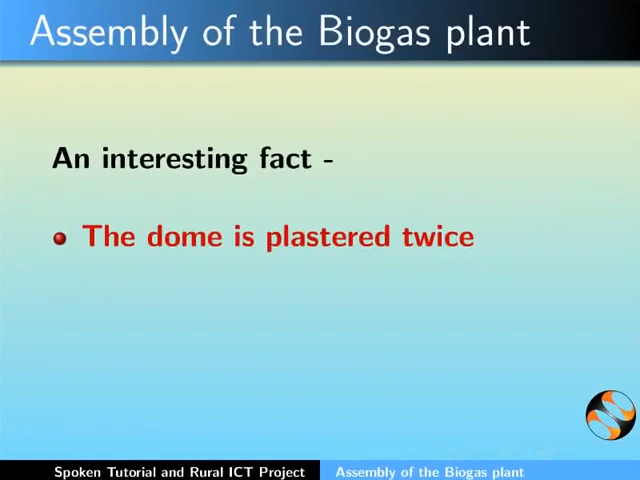 Assembly of the Biogas plant
An interesting fact -
The dome is plastered twice
Spoken Tutorial and Rural ICT Project
Assembly of the Biogas plant